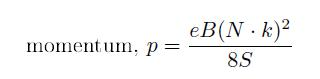 momentum, p = eB(N · k)² / 8S